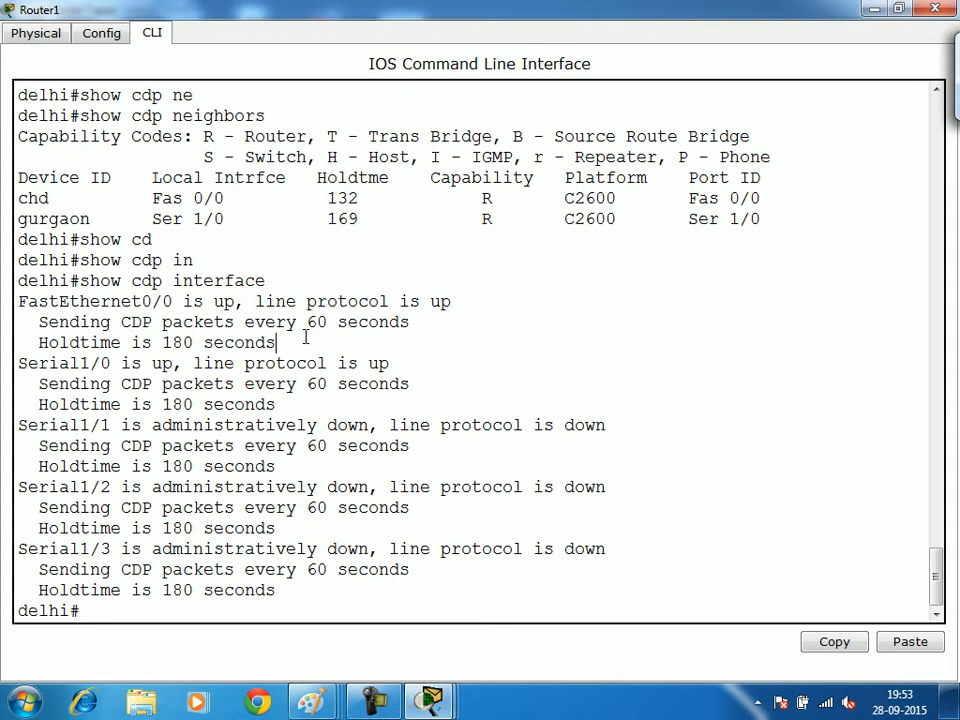 Router1
Physical Config CLI
IOS Command Line Interface
delhi#show cdp ne
delhi#show cdp neighbors
Capability Codes: R - Router, T - Trans Bridge, B - Source Route Bridge
S - Switch, H - Host, I - IGMP, r - Repeater, P - Phone
Device ID Local Intrfce Holdtme Capability Platform Port ID
chd Fas 0/0 132 R C2600 Fas 0/0
gurgaon Ser 1/0 169 R C2600 Ser 1/0
delhi#show cd
delhi#show cdp in
delhi#show cdp interface
FastEthernet0/0 is up, line protocol is up
Sending CDP packets every 60 seconds
Holdtime is 180 seconds
Serial1/0 is up, line protocol is up
Sending CDP packets every 60 seconds
Holdtime is 180 seconds
Serial1/1 is administratively down, line protocol is down
Sending CDP packets every 60 seconds
Holdtime is 180 seconds
Serial1/2 is administratively down, line protocol is down
Sending CDP packets every 60 seconds
Holdtime is 180 seconds
Serial1/3 is administratively down, line protocol is down
Sending CDP packets every 60 seconds
Holdtime is 180 seconds
delhi#
Copy Paste
19:53
28-09-2015